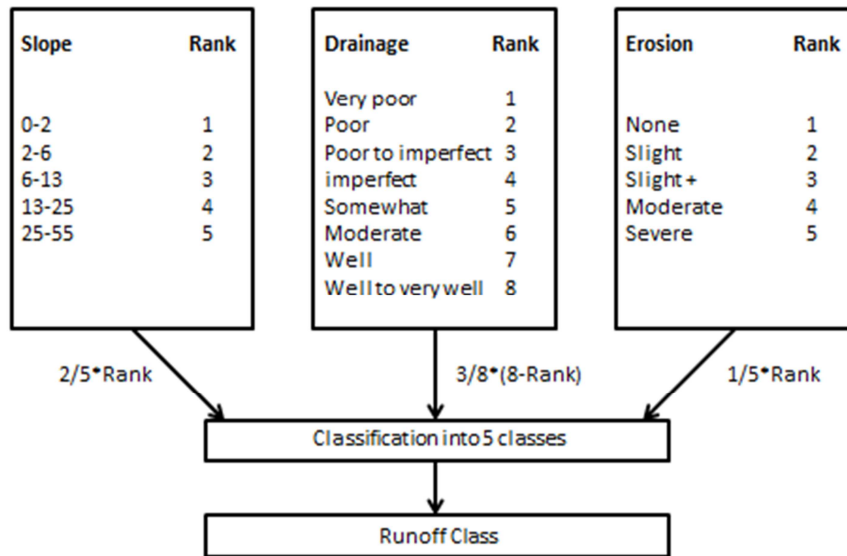 Slope Rank
0-2 1
2-6 2
6-13 3
13-25 4
25-55 5
Drainage Rank
Very poor 1
Poor 2
Poor to imperfect 3
imperfect 4
Somewhat 5
Moderate 6
Well 7
Well to very well 8
Erosion Rank
None 1
Slight 2
Slight + 3
Moderate 4
Severe 5
2/5*Rank
3/8*(8-Rank)
1/5*Rank
Classification into 5 classes
Runoff Class